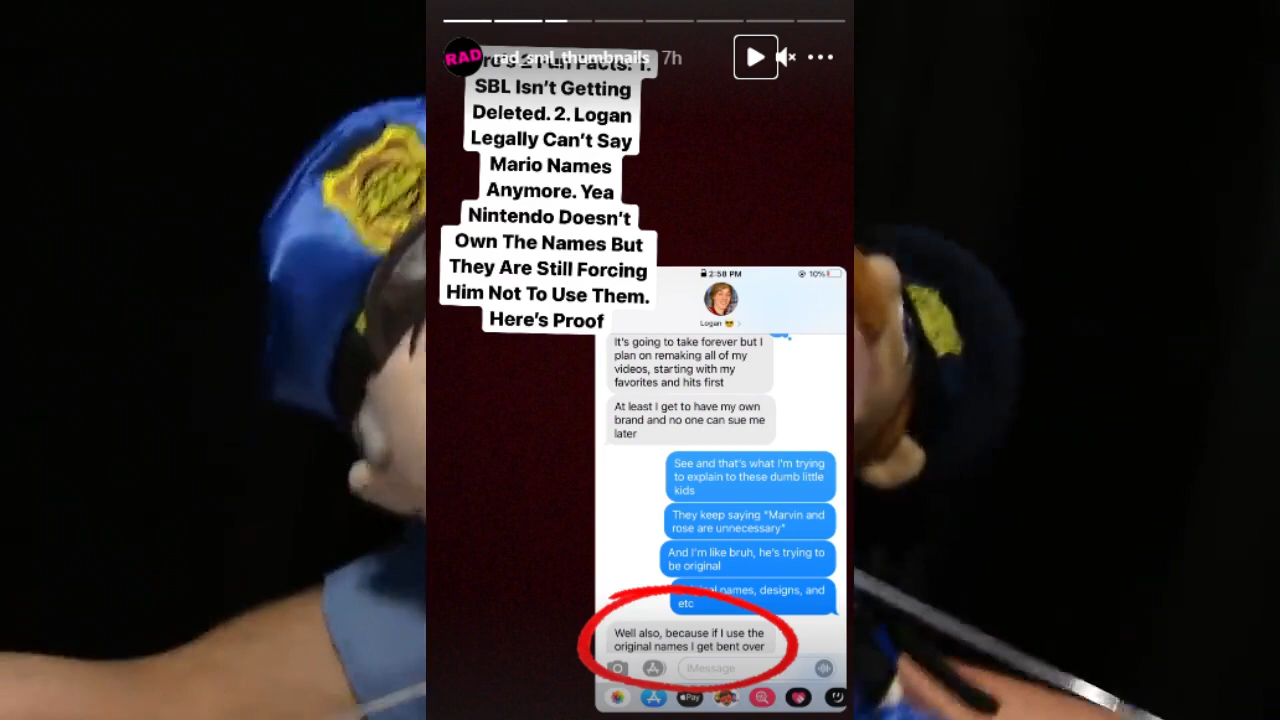 RAD
rad_sml_thumbnails 7h
Fun Facts: 1.
SBL Isn't Getting
Deleted. 2. Logan
Legally Can't Say
Mario Names
Anymore. Yea
Nintendo Doesn't
Own The Names But
They Are Still Forcing
Him Not To Use Them.
Here's Proof
2:58 PM
10%
Logan 😎 >
It's going to take forever but I
plan on remaking all of my
videos, starting with my
favorites and hits first
At least I get to have my own
brand and no one can sue me
later
See and that's what I'm trying
to explain to these dumb little
kids
They keep saying "Marvin and
rose are unnecessary"
And I'm like bruh, he's trying to
be original
names, designs, and
etc
Well also, because if I use the
original names I get bent over
iMessage
Pay